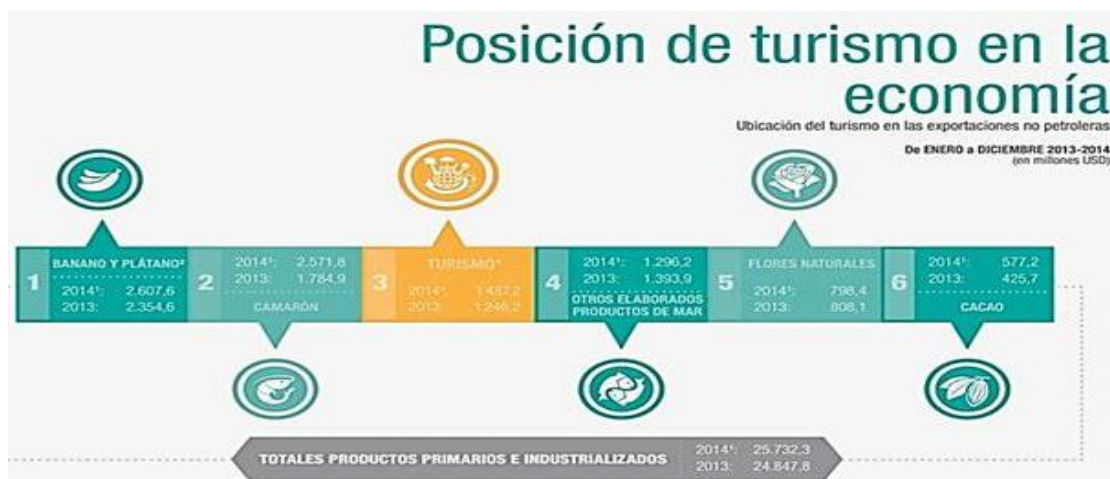 Posición de turismo en la
economía
Ubicación del turismo en las exportaciones no petroleras
De ENERO a DICIEMBRE 2013-2014
(en millones USD)
1
BANANO Y PLÁTANO²
2014¹: 2.607,6
2013: 2.354,6
2
2014¹: 2.571,8
2013: 1.784,9
CAMARÓN
3
TURISMO³
2014¹: 1.487,2
2013: 1.246,2
4
2014¹: 1.296,2
2013: 1.393,9
OTROS ELABORADOS
PRODUCTOS DE MAR
5
FLORES NATURALES
2014¹: 798,4
2013: 808,1
6
2014¹: 577,2
2013: 425,7
CACAO
TOTALES PRODUCTOS PRIMARIOS E INDUSTRIALIZADOS
2014¹: 25.732,3
2013: 24.847,8